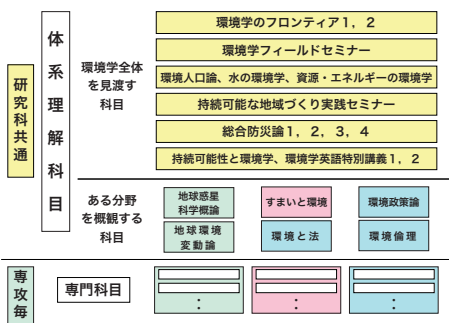 研究科共通
体系理解科目
環境学全体
を見渡す
科目
環境学のフロンティア1，2
環境学フィールドセミナー
環境人口論、水の環境学、資源・エネルギーの環境学
持続可能な地域づくり実践セミナー
総合防災論1，2，3，4
持続可能性と環境学、環境学英語特別講義1，2
ある分野
を概観する
科目
地球惑星
科学概論
すまいと環境
環境政策論
地球環境
変動論
環境と法
環境倫理
専攻毎
専門科目
：
：
：